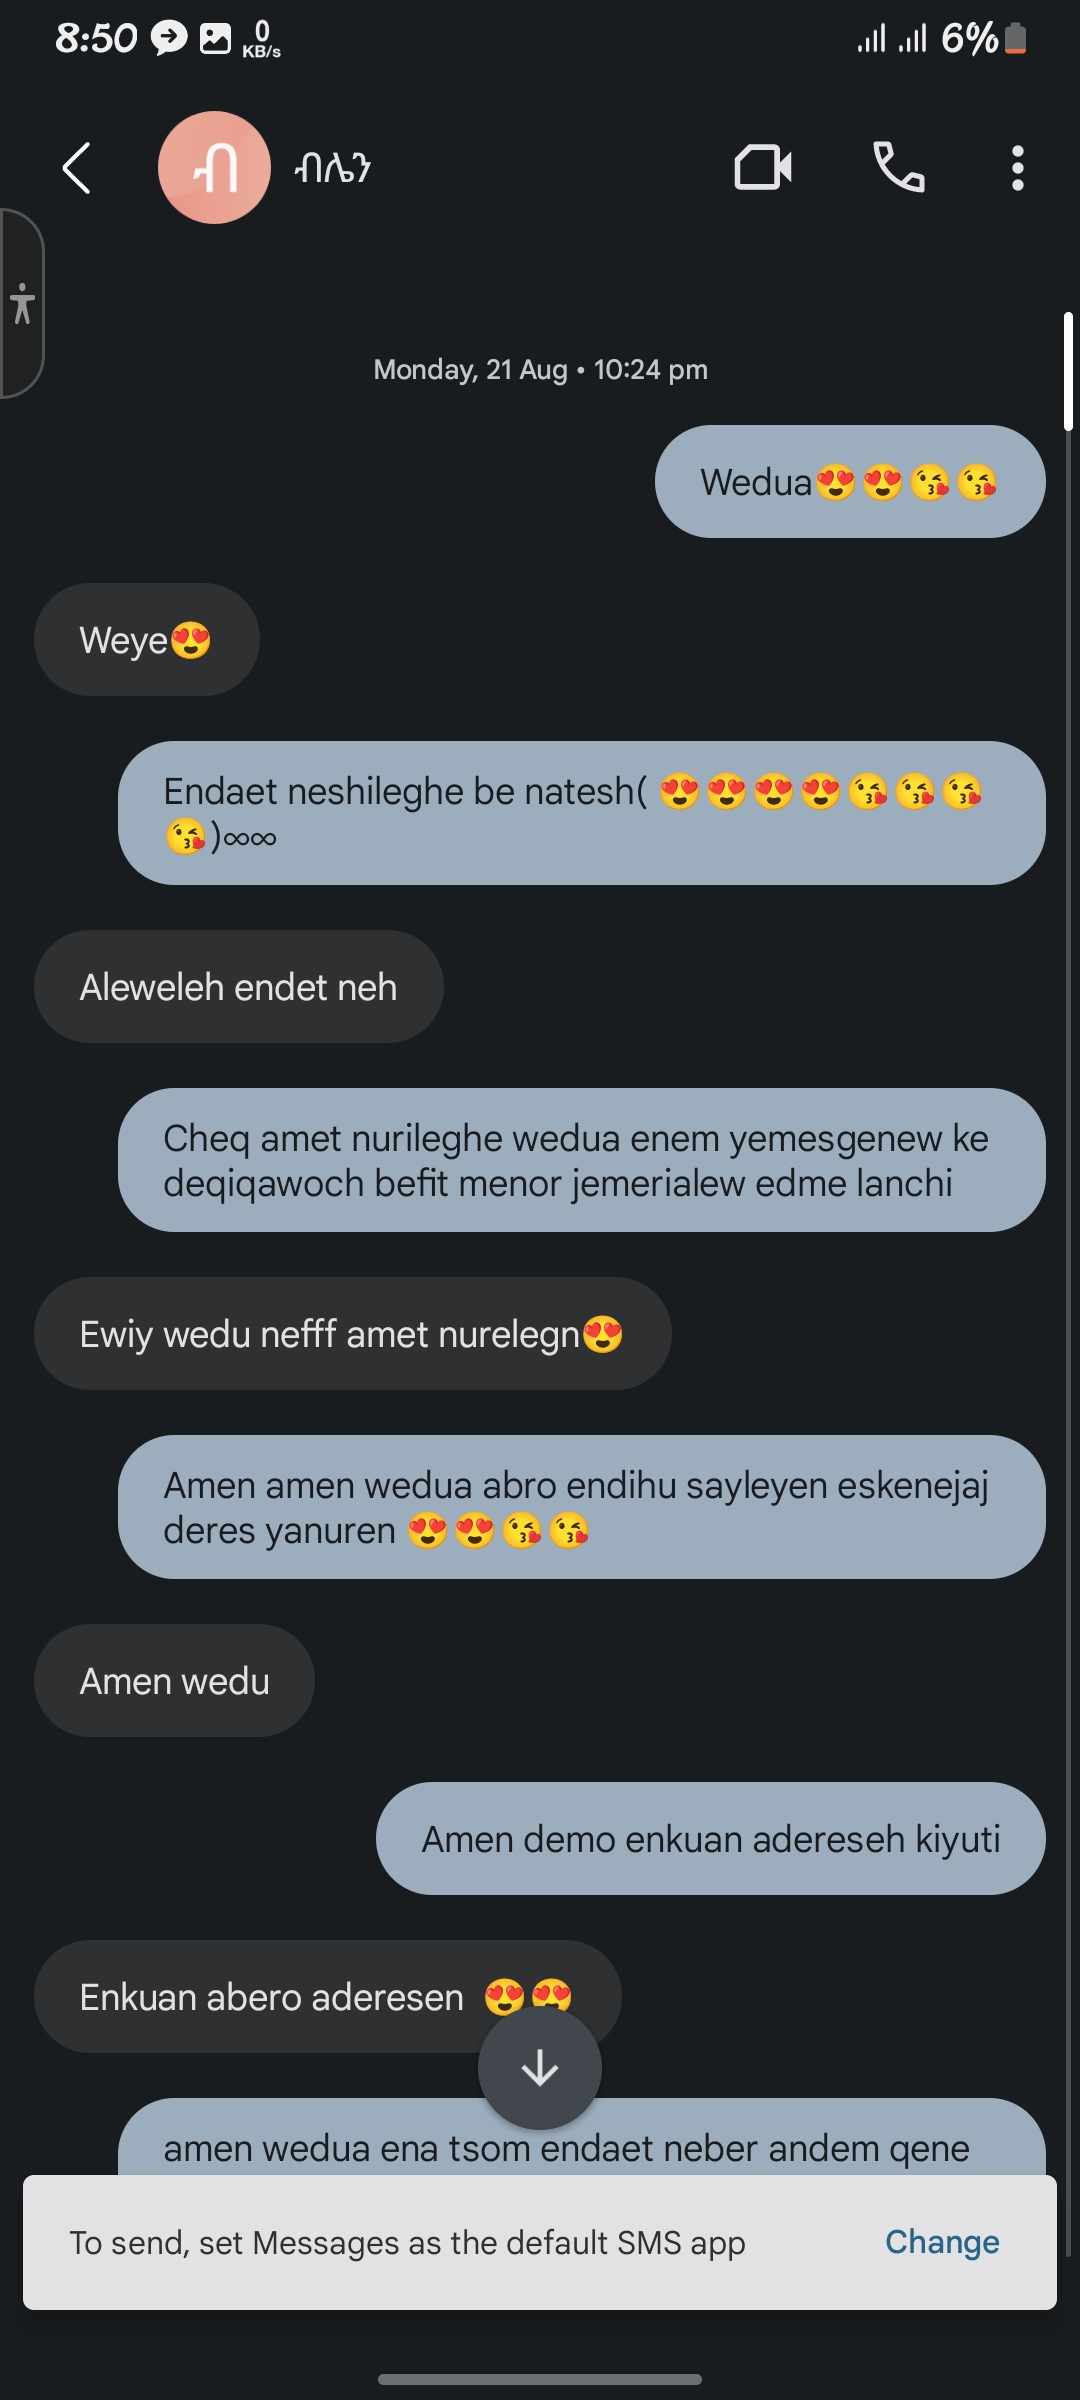 8:50
0
KB/s
6%
ብ
ብሌን
Monday, 21 Aug • 10:24 pm
Wedua😍😍😘😘
Weye😍
Endaet neshileghe be natesh( 😍😍😍😍😘😘😘
😘)∞∞
Aleweleh endet neh
Cheq amet nurileghe wedua enem yemesgenew ke
deqiqawoch befit menor jemerialew edme lanchi
Ewiy wedu nefff amet nurelegn😍
Amen amen wedua abro endihu sayleyen eskenejaj
deres yanuren 😍😍😘😘
Amen wedu
Amen demo enkuan adereseh kiyuti
Enkuan abero aderesen 😍😍
amen wedua ena tsom endaet neber andem qene
To send, set Messages as the default SMS app
Change